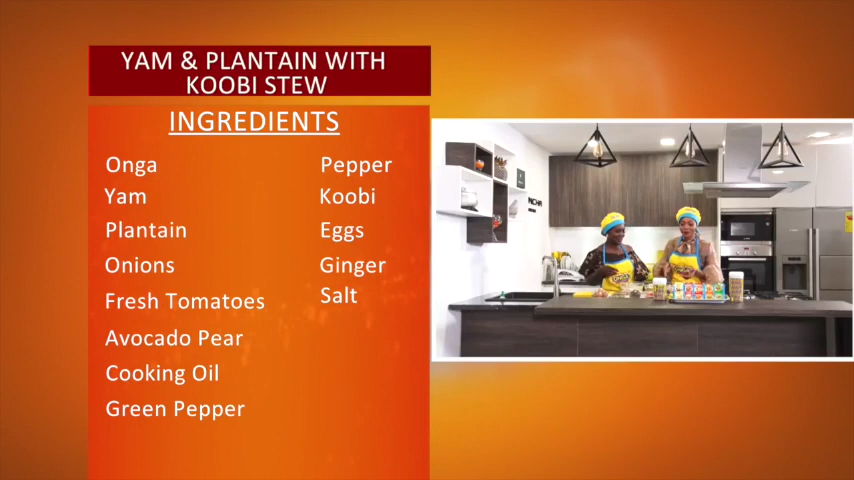 YAM & PLANTAIN WITH
KOOBI STEW
INGREDIENTS
Onga
Yam
Plantain
Onions
Fresh Tomatoes
Avocado Pear
Cooking Oil
Green Pepper
Pepper
Koobi
Eggs
Ginger
Salt